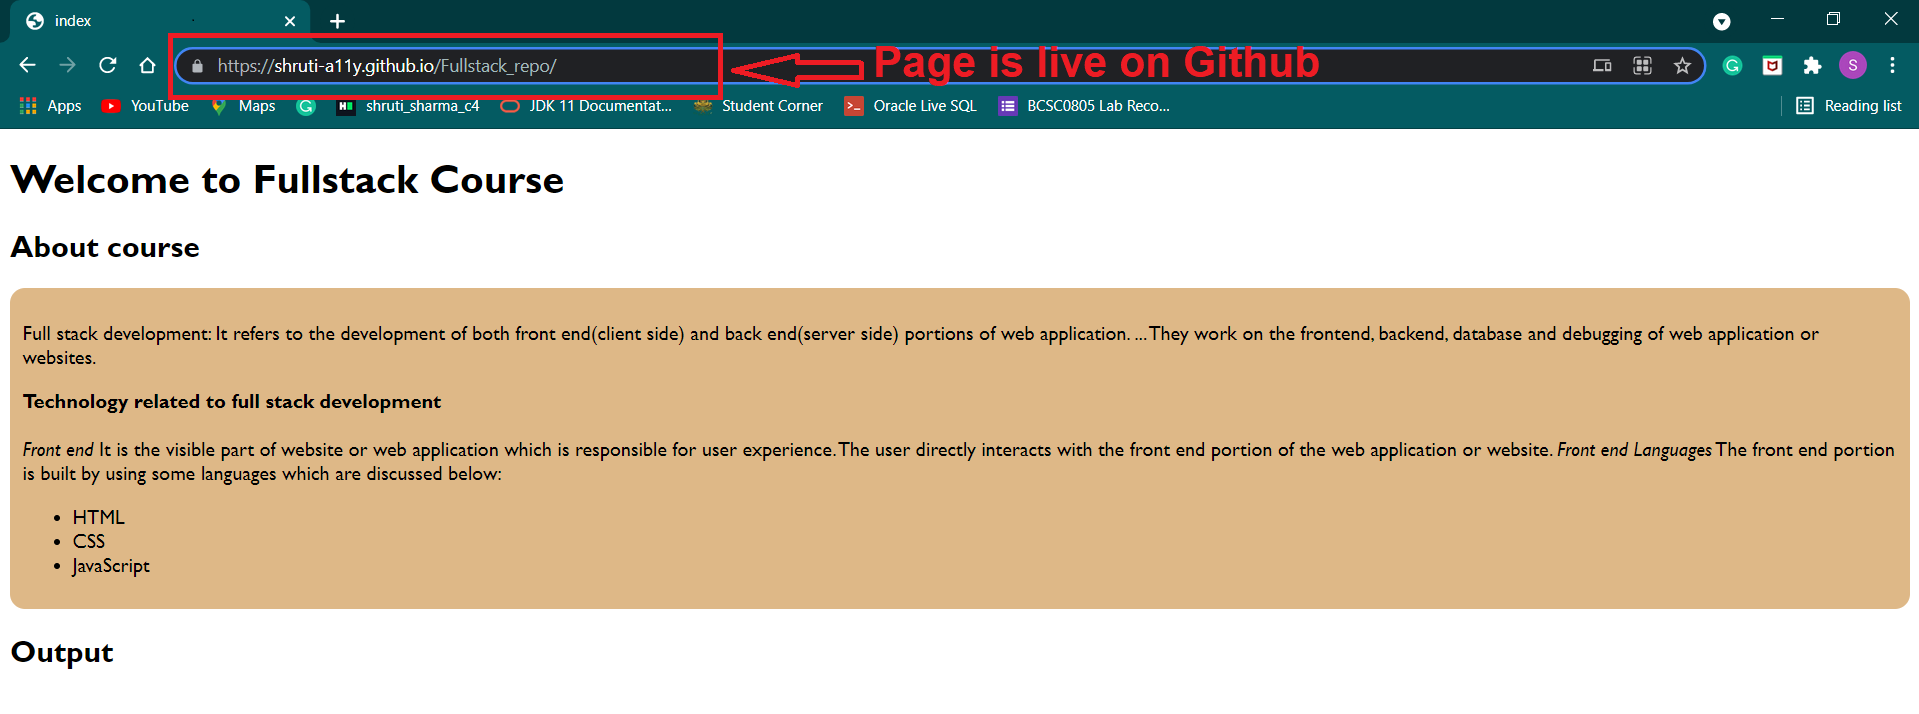 index
https://shruti-a11y.github.io/Fullstack_repo/
Page is live on Github
S
Apps YouTube Maps shruti_sharma_c4 JDK 11 Documentat... Student Corner Oracle Live SQL BCSC0805 Lab Reco... Reading list
Welcome to Fullstack Course
About course
Full stack development: It refers to the development of both front end(client side) and back end(server side) portions of web application. ... They work on the frontend, backend, database and debugging of web application or
websites.
Technology related to full stack development
Front end It is the visible part of website or web application which is responsible for user experience. The user directly interacts with the front end portion of the web application or website. Front end Languages The front end portion
is built by using some languages which are discussed below:
• HTML
• CSS
• JavaScript
Output